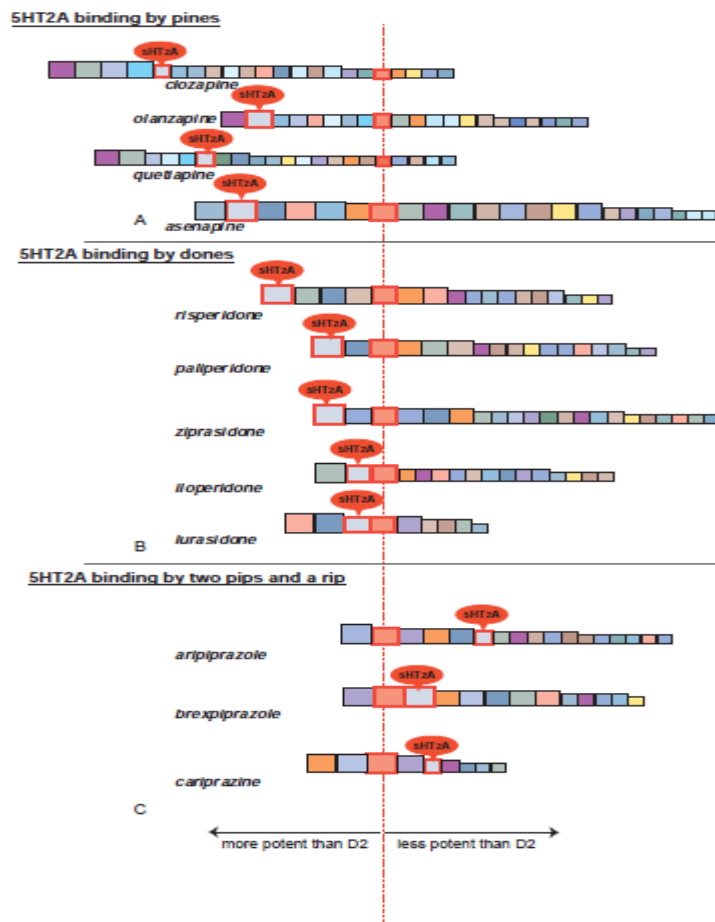 5HT2A binding by pines
5HT2A
clozapine
5HT2A
olanzapine
5HT2A
quetiapine
5HT2A
A
asenapine
5HT2A binding by dones
5HT2A
risperidone
5HT2A
paliperidone
5HT2A
ziprasidone
5HT2A
iloperidone
5HT2A
B
lurasidone
5HT2A binding by two pips and a rip
5HT2A
aripiprazole
5HT2A
brexpiprazole
5HT2A
cariprazine
C
more potent than D2 less potent than D2